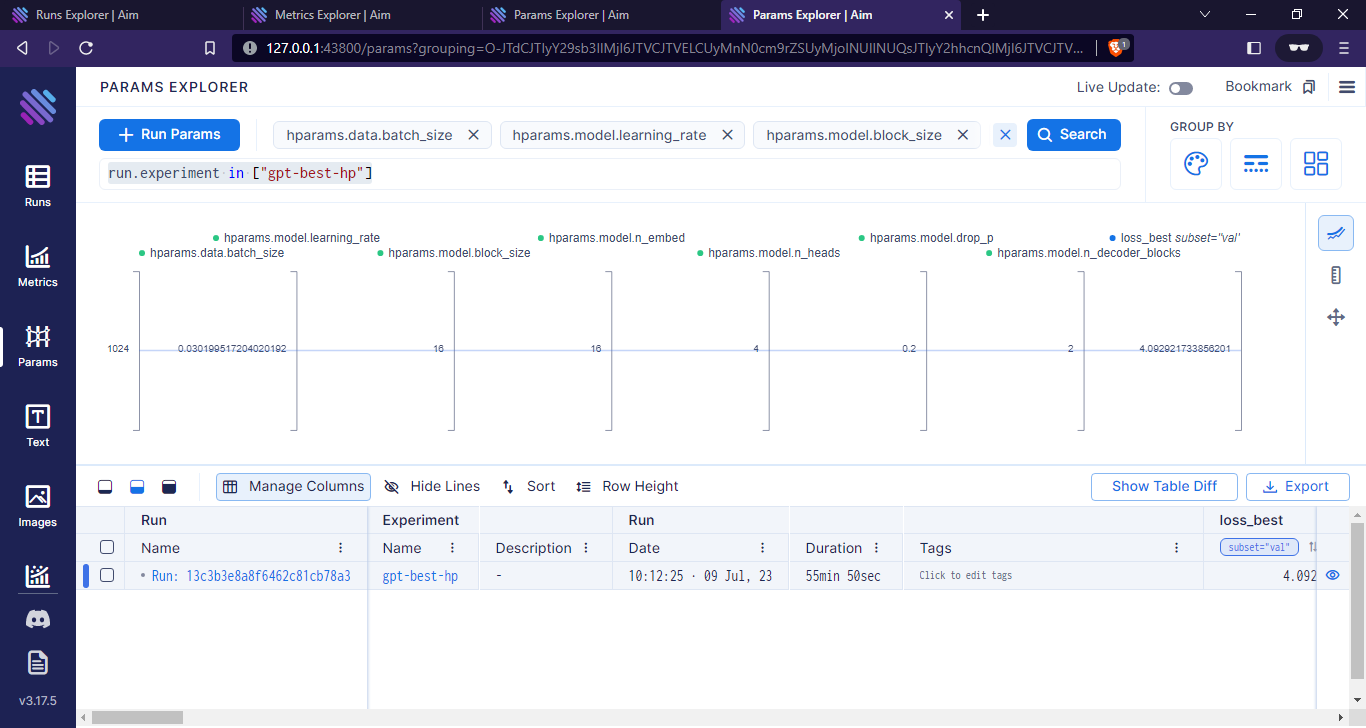 Runs Explorer | Aim
Metrics Explorer | Aim
Params Explorer | Aim
Params Explorer | Aim
127.0.0.1:43800/params?grouping=O-JTdCJTIyY29sb3IlMjI6JTVCJTVELCUyMnN0cm9rZSUyMjolNUIlNUQsJTIyY2hhcnQlMjI6JTVCJTV...
1
PARAMS EXPLORER
Live Update:
Bookmark
Run Params
hparams.data.batch_size
hparams.model.learning_rate
hparams.model.block_size
Search
GROUP BY
run.experiment in ["gpt-best-hp"]
Runs
Metrics
Params
Text
Images
v3.17.5
hparams.model.learning_rate
hparams.model.n_embed
hparams.model.drop_p
loss_best subset="val"
hparams.data.batch_size
hparams.model.block_size
hparams.model.n_heads
hparams.model.n_decoder_blocks
1024
0.030199517204020192
16
16
4
0.2
2
4.092921733856201
Manage Columns
Hide Lines
Sort
Row Height
Show Table Diff
Export
Run
Experiment
Run
loss_best
Name
Name
Description
Date
Duration
Tags
subset="val"
Run: 13c3b3e8a8f6462c81cb78a3
gpt-best-hp
-
10:12:25 · 09 Jul, 23
55min 50sec
Click to edit tags
4.092